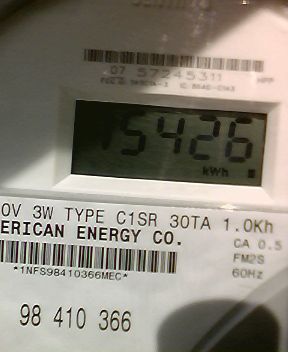 07 57245311
15426
kWh
0V 3W TYPE C1SR 30TA 1.0Kh
ERICAN ENERGY CO.
CA 0.5
FM2S
*1NFS98410366MEC*
60Hz
98 410 366